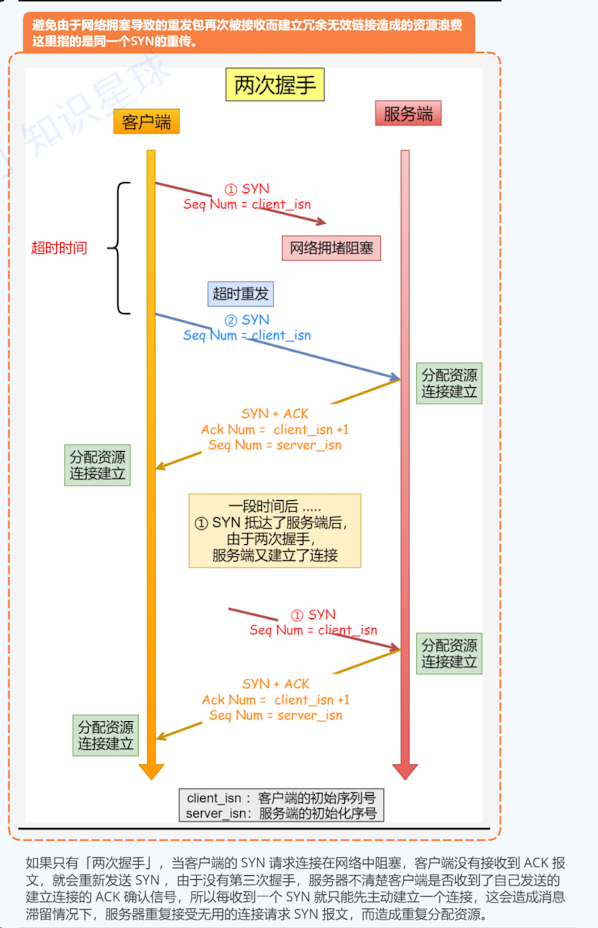 避免由于网络拥塞导致的重发包再次被接收而建立冗余无效链接造成的资源浪费
这里指的是同一个SYN的重传。
知识星球
两次握手
客户端
服务端
① SYN
Seq Num = client_isn
超时时间
网络拥堵阻塞
超时重发
② SYN
Seq Num = client_isn
分配资源
连接建立
SYN + ACK
Ack Num = client_isn +1
Seq Num = server_isn
分配资源
连接建立
一段时间后 .....
① SYN 抵达了服务端后，
由于两次握手，
服务端又建立了连接
① SYN
Seq Num = client_isn
分配资源
连接建立
SYN + ACK
Ack Num = client_isn +1
Seq Num = server_isn
分配资源
连接建立
client_isn ：客户端的初始序列号
server_isn：服务端的初始化序号
如果只有「两次握手」，当客户端的 SYN 请求连接在网络中阻塞，客户端没有接收到 ACK 报
文，就会重新发送 SYN ，由于没有第三次握手，服务器不清楚客户端是否收到了自己发送的
建立连接的 ACK 确认信号，所以每收到一个 SYN 就只能先主动建立一个连接，这会造成消息
滞留情况下，服务器重复接受无用的连接请求 SYN 报文，而造成重复分配资源。